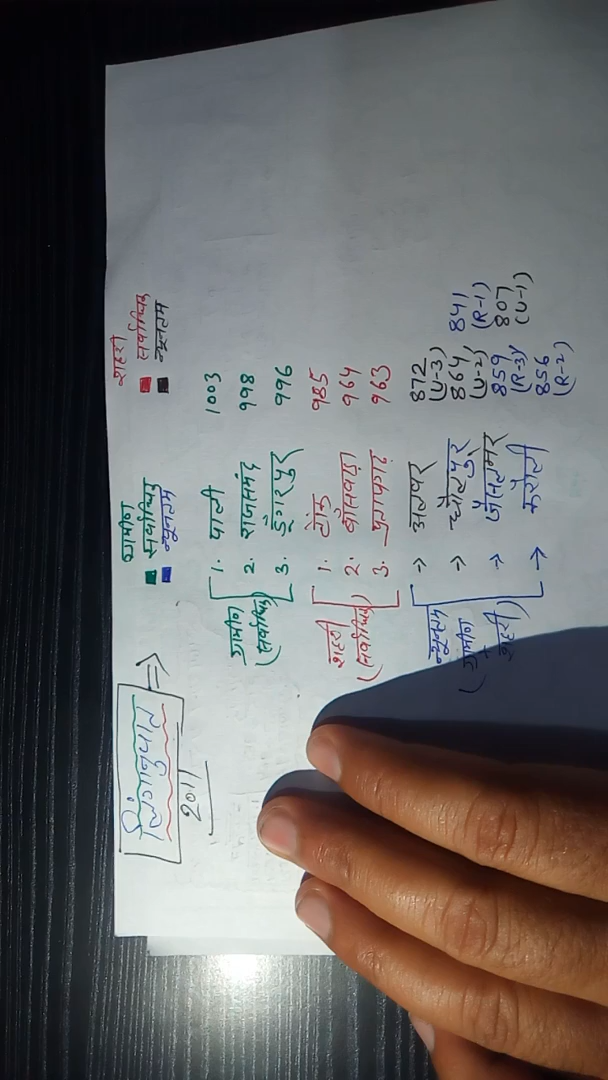 लिंगानुपात ⇒
2011
ग्रामीण
सर्वाधिक
न्यूनतम
शहरी
सर्वाधिक
न्यूनतम
ग्रामीण (सर्वाधिक)
1. पाली 1003
2. राजसमंद 998
3. डूँगरपुर 996
शहरी (सर्वाधिक)
1. टोंक 985
2. बाँसवाड़ा 964
3. प्रतापगढ़ 963
न्यूनतम (ग्रामीण शहरी)
→ अलवर 872 (U-3)
→ धौलपुर 864 (U-2) 841 (R-1)
→ जैसलमेर 859 (R-3) 807 (U-1)
→ करौली 856 (R-2)